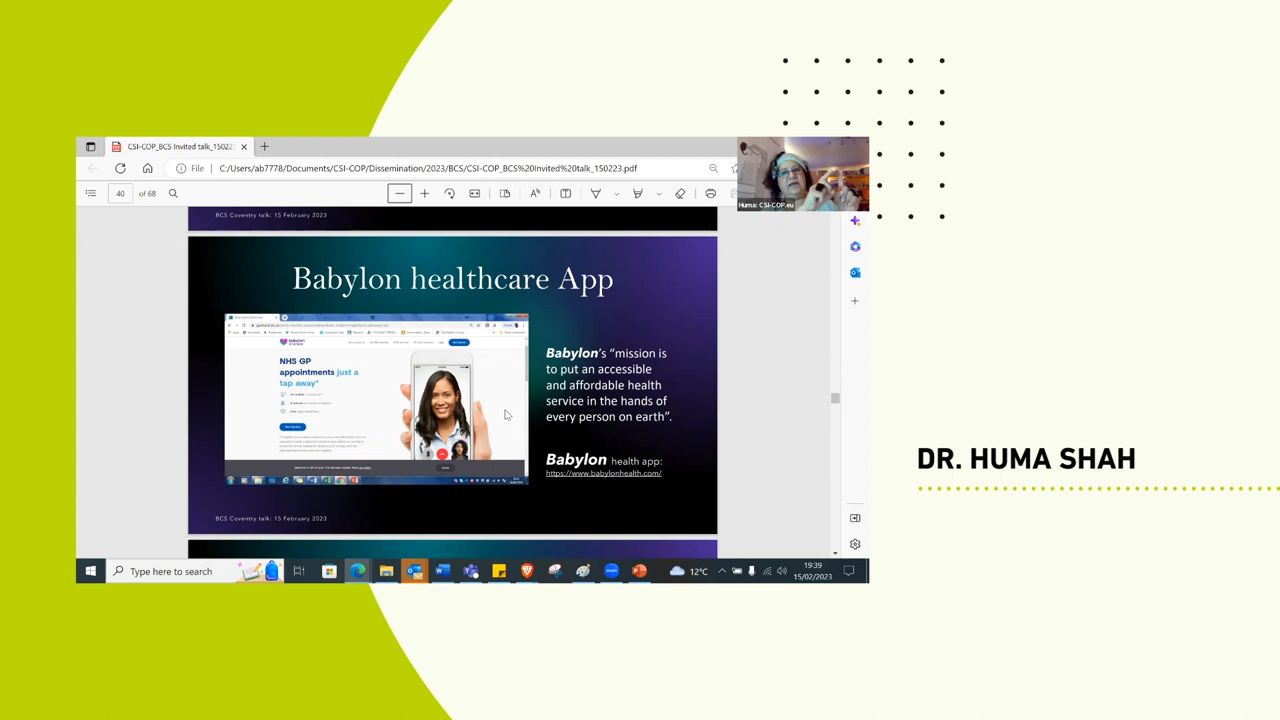 CSI-COP_BCS Invited talk_150223.
File
C:/Users/ab7778/Documents/CSI-COP/Dissemination/2023/BCS/CSI-COP_BCS%20Invited%20talk_150223.pdf
Huma: CSI-COP.eu
40 of 68
BCS Coventry talk: 15 February 2023
Babylon healthcare App
babylon
NHS GP
appointments just a
tap away*
Babylon's “mission is
to put an accessible
and affordable health
service in the hands of
every person on earth”.
Babylon health app:
https://www.babylonhealth.com/
BCS Coventry talk: 15 February 2023
DR. HUMA SHAH
Type here to search
12°C
19:39
15/02/2023